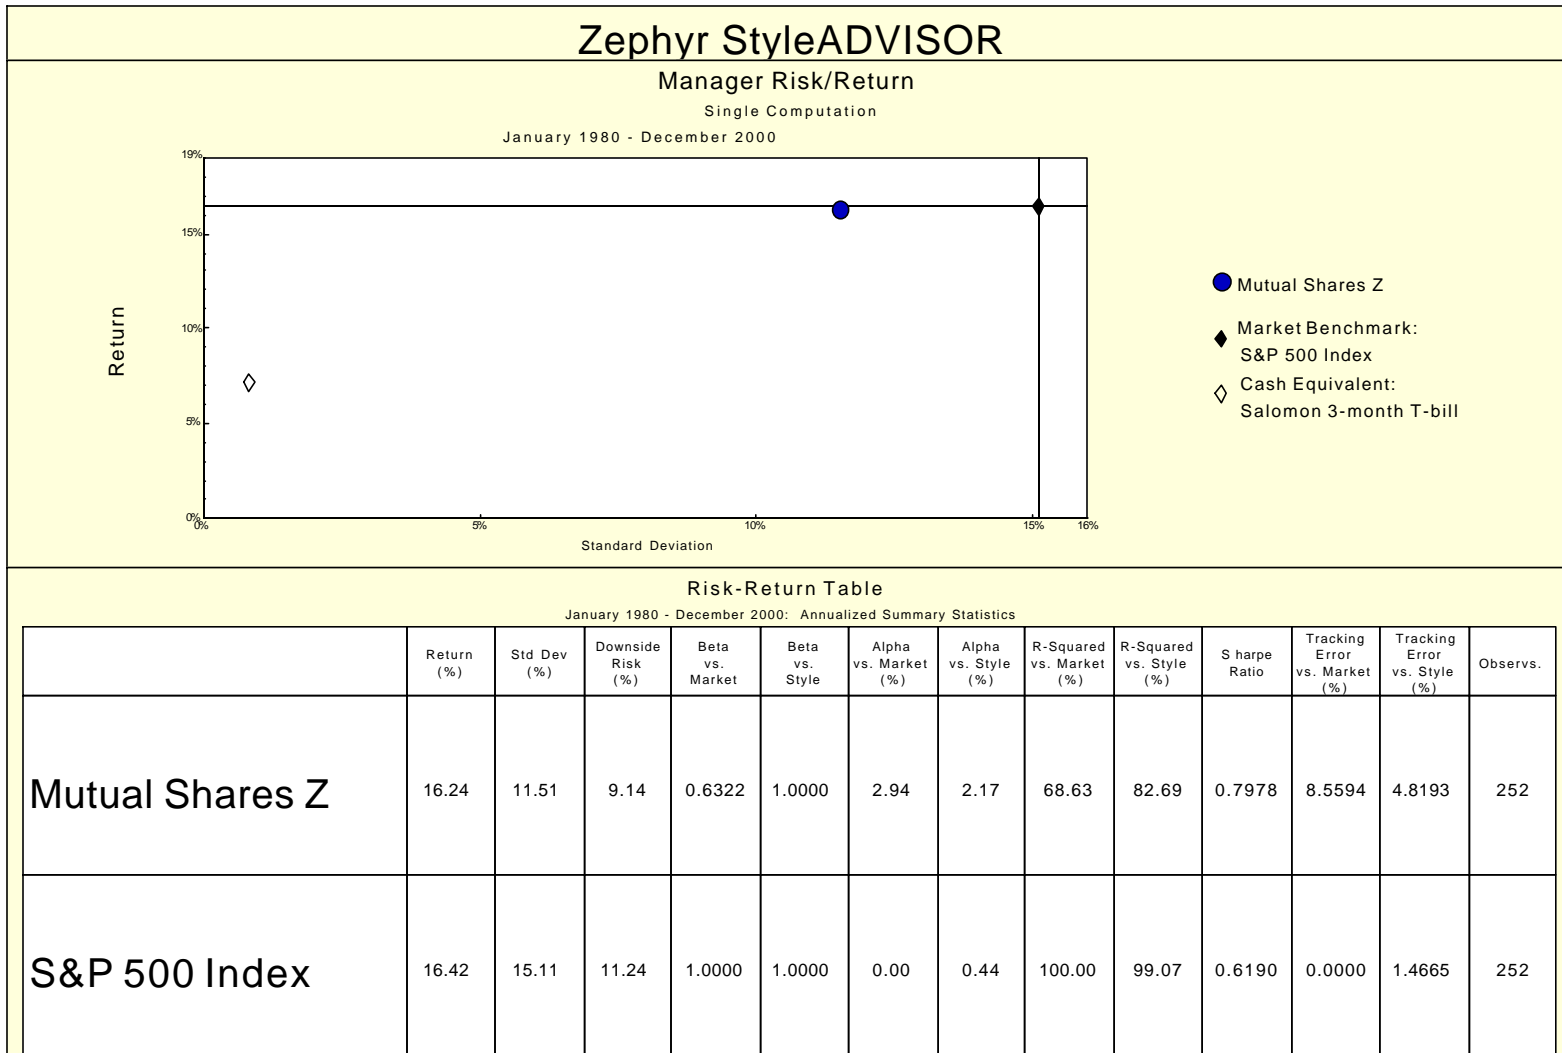 Zephyr StyleADVISOR
Manager Risk/Return
Single Computation
January 1980 - December 2000
19%
15%
10%
5%
0%
0%
5%
10%
15%
16%
Return
Standard Deviation
Mutual Shares Z
Market Benchmark:
S&P 500 Index
Cash Equivalent:
Salomon 3-month T-bill
Risk-Return Table
January 1980 - December 2000: Annualized Summary Statistics
Return
(%)
Std Dev
(%)
Downside
Risk
(%)
Beta
vs.
Market
Beta
vs.
Style
Alpha
vs. Market
(%)
Alpha
vs. Style
(%)
R-Squared
vs. Market
(%)
R-Squared
vs. Style
(%)
Sharpe
Ratio
Tracking
Error
vs. Market
(%)
Tracking
Error
vs. Style
(%)
Observs.
Mutual Shares Z 16.24 11.51 9.14 0.6322 1.0000 2.94 2.17 68.63 82.69 0.7978 8.5594 4.8193 252
S&P 500 Index 16.42 15.11 11.24 1.0000 1.0000 0.00 0.44 100.00 99.07 0.6190 0.0000 1.4665 252